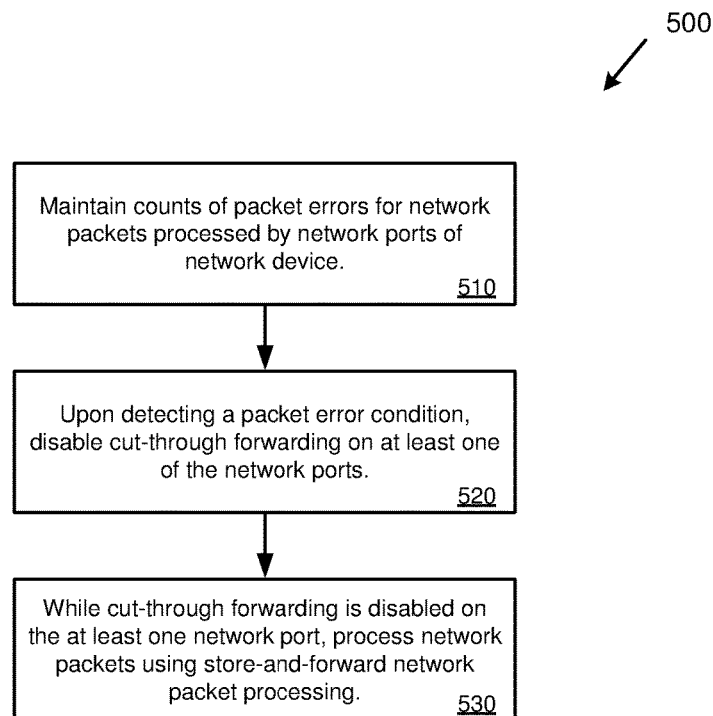 500
Maintain counts of packet errors for network
packets processed by network ports of
network device.
510
Upon detecting a packet error condition,
disable cut-through forwarding on at least one
of the network ports.
520
While cut-through forwarding is disabled on
the at least one network port, process network
packets using store-and-forward network
packet processing.
530